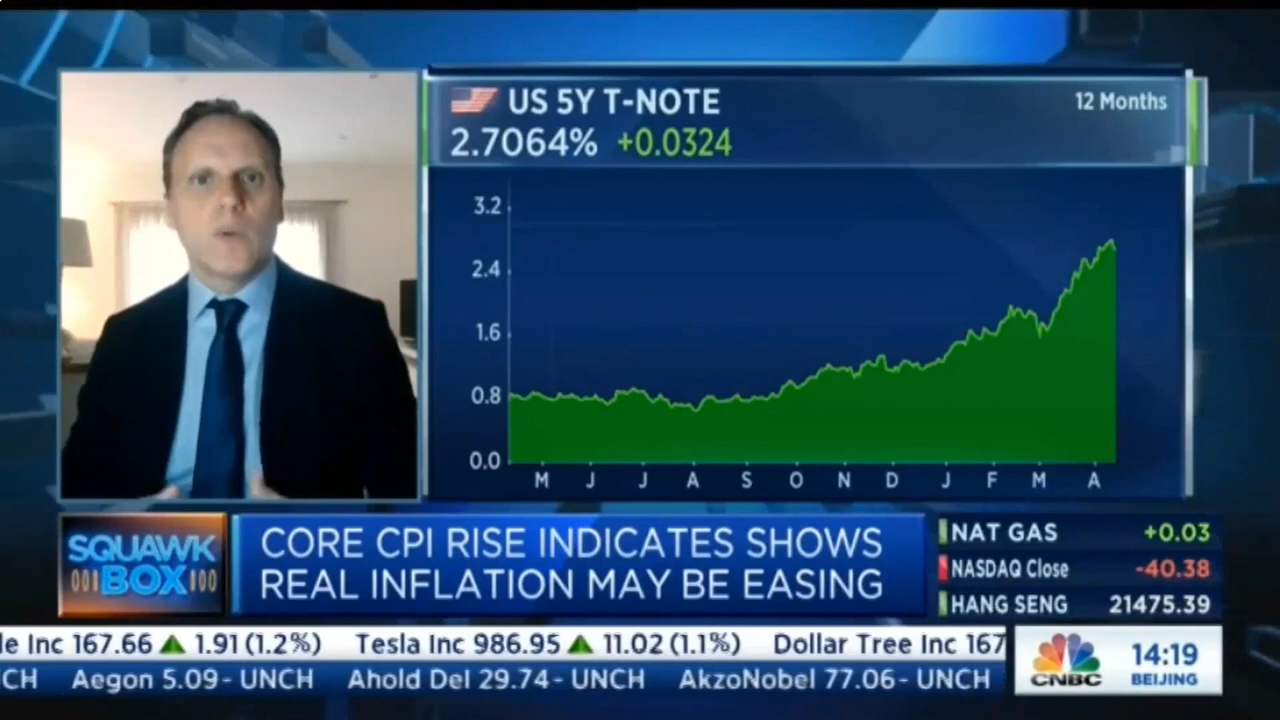 US 5Y T-NOTE
12 Months
2.7064% +0.0324
3.2
2.4
1.6
0.8
0.0
M J J A S O N D J F M A
SQUAWK
BOX
CORE CPI RISE INDICATES SHOWS
REAL INFLATION MAY BE EASING
NAT GAS +0.03
NASDAQ Close -40.38
HANG SENG 21475.39
le Inc 167.66 1.91 (1.2%) Tesla Inc 986.95 11.02 (1.1%) Dollar Tree Inc 167
CH Aegon 5.09 - UNCH Ahold Del 29.74 - UNCH AkzoNobel 77.06 - UNCH
CNBC
14:19
BEIJING